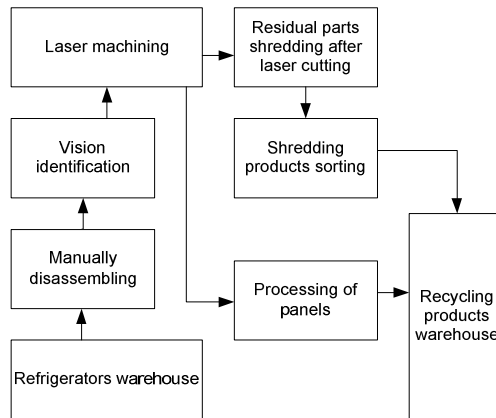 Laser machining
Residual parts
shredding after
laser cutting
Vision
identification
Shredding
products sorting
Manually
disassembling
Processing of
panels
Recycling
products
warehouse
Refrigerators warehouse